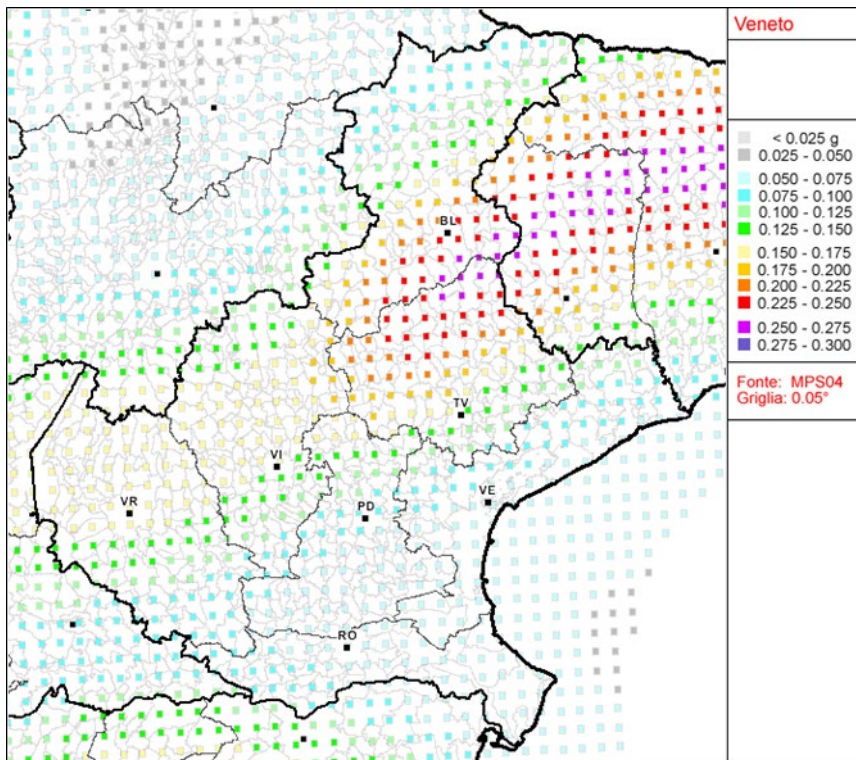 Veneto
< 0.025 g
0.025 - 0.050
0.050 - 0.075
0.075 - 0.100
0.100 - 0.125
0.125 - 0.150
0.150 - 0.175
0.175 - 0.200
0.200 - 0.225
0.225 - 0.250
0.250 - 0.275
0.275 - 0.300
Fonte: MPS04
Griglia: 0.05°
BL
TV
VI
VR
PD
VE
RO